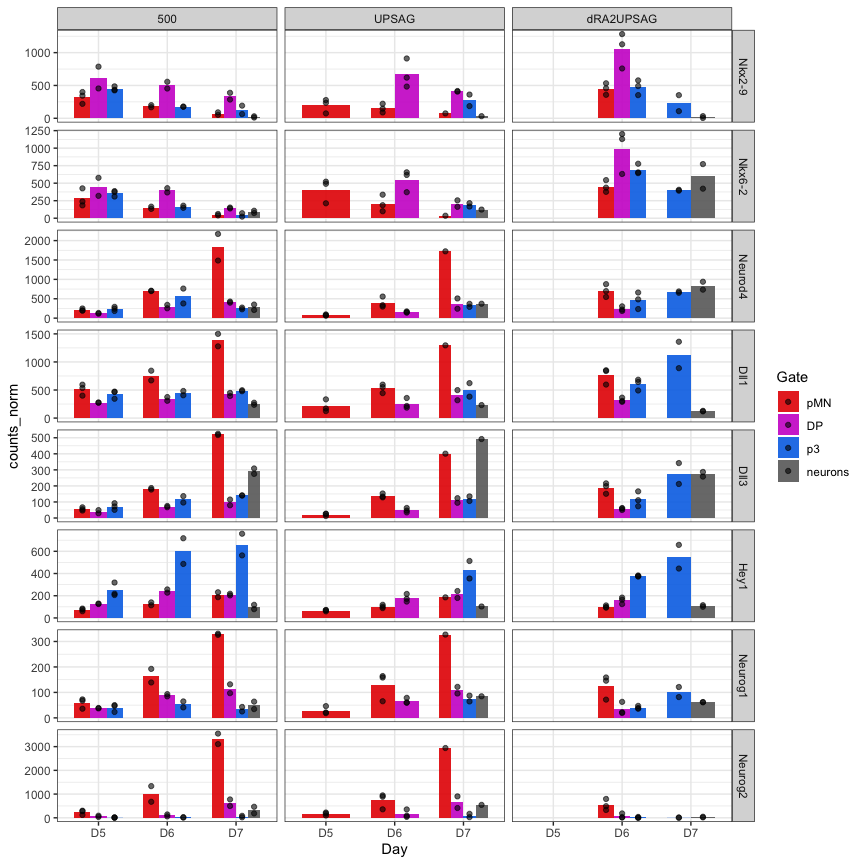 500 UPSAG dRA2UPSAG
1000
500
0
Nkx2-9
1250
1000
750
500
250
0
Nkx6-2
2000
1500
1000
500
0
Neurod4
1500
1000
500
0
Dll1
500
400
300
200
100
0
Dll3
600
400
200
0
Hey1
300
200
100
0
Neurog1
3000
2000
1000
0
Neurog2
D5 D6 D7 D5 D6 D7 D5 D6 D7
Day
counts_norm
Gate
pMN
DP
p3
neurons